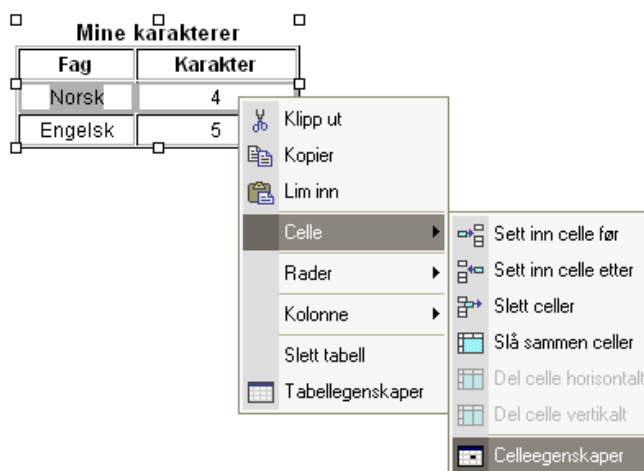 Mine karakterer
Fag Karakter
Norsk 4
Engelsk 5
Klipp ut
Kopier
Lim inn
Celle
Rader
Kolonne
Slett tabell
Tabellegenskaper
Sett inn celle før
Sett inn celle etter
Slett celler
Slå sammen celler
Del celle horisontalt
Del celle vertikalt
Celleegenskaper